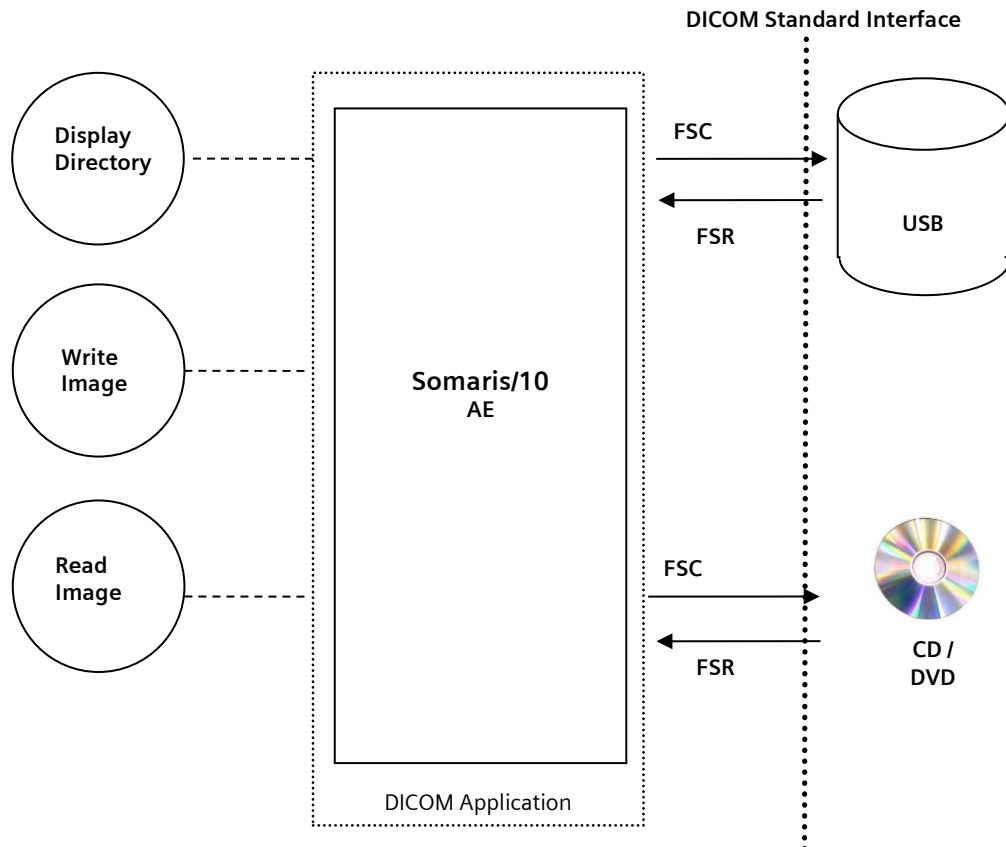 DICOM Standard Interface
Display
Directory
FSC
FSR
USB
Write
Image
Somaris/10
AE
Read
Image
FSC
FSR
CD /
DVD
DICOM Application